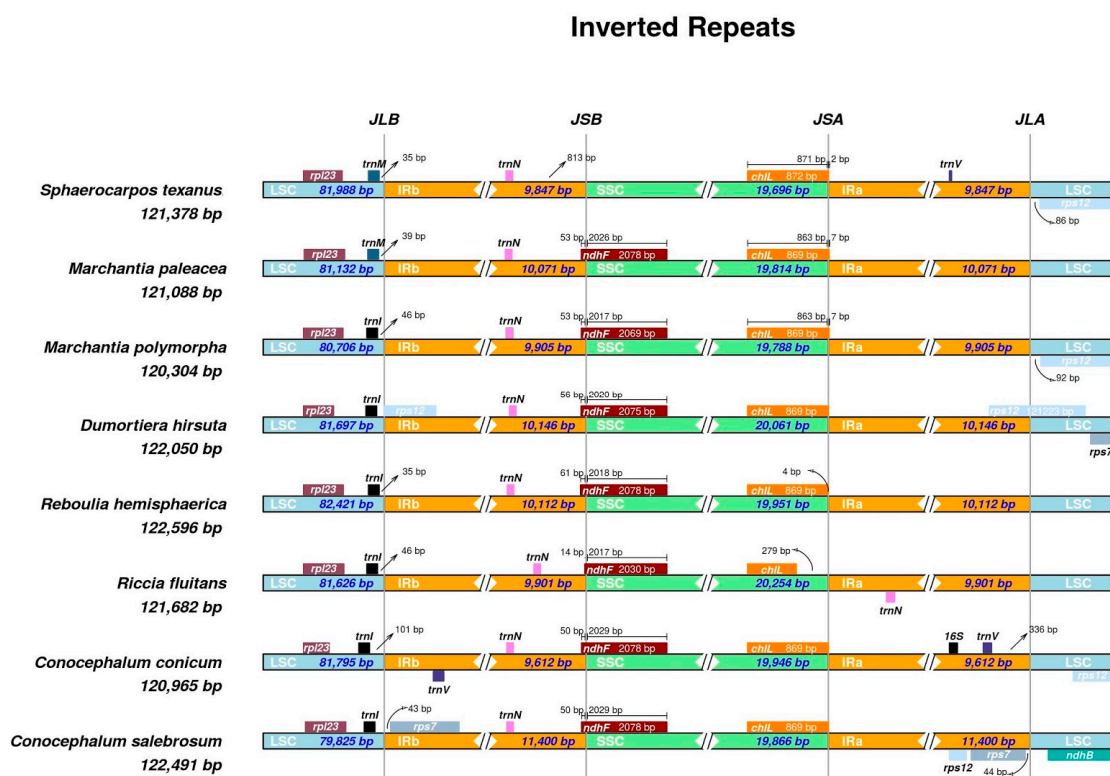 Inverted Repeats
JLB JSB JSA JLA
trnM 35 bp trnN 813 bp 871 bp 2 bp trnV
rpl23 chlL 872 bp
Sphaerocarpos texanus LSC 81,988 bp IRb 9,847 bp SSC 19,696 bp IRa 9,847 bp LSC
121,378 bp rps12
86 bp
trnM 39 bp trnN 53 bp 2026 bp 863 bp 7 bp
rpl23 ndhF 2078 bp chlL 869 bp
Marchantia paleacea LSC 81,132 bp IRb 10,071 bp SSC 19,814 bp IRa 10,071 bp LSC
121,088 bp
trnI 46 bp trnN 53 bp 2017 bp 863 bp 7 bp
rpl23 ndhF 2069 bp chlL 869 bp
Marchantia polymorpha LSC 80,706 bp IRb 9,905 bp SSC 19,788 bp IRa 9,905 bp LSC
120,304 bp rps12
92 bp
trnI trnN 56 bp 2020 bp
rpl23 rps12 ndhF 2075 bp chlL 869 bp rps12 121223 bp
Dumortiera hirsuta LSC 81,697 bp IRb 10,146 bp SSC 20,061 bp IRa 10,146 bp LSC
122,050 bp rps7
trnI 35 bp trnN 61 bp 2018 bp 4 bp
rpl23 ndhF 2078 bp chlL 869 bp
Reboulia hemisphaerica LSC 82,421 bp IRb 10,112 bp SSC 19,951 bp IRa 10,112 bp LSC
122,596 bp
trnI 46 bp trnN 14 bp 2017 bp 279 bp
rpl23 ndhF 2030 bp chlL
Riccia fluitans LSC 81,626 bp IRb 9,901 bp SSC 20,254 bp IRa 9,901 bp LSC
121,682 bp trnN
trnI 101 bp trnN 50 bp 2029 bp 16S trnV 336 bp
rpl23 ndhF 2078 bp chlL 869 bp
Conocephalum conicum LSC 81,795 bp IRb 9,612 bp SSC 19,946 bp IRa 9,612 bp LSC
120,965 bp trnV rps12
trnI 43 bp trnN 50 bp 2029 bp
rpl23 rps7 ndhF 2078 bp chlL 869 bp
Conocephalum salebrosum LSC 79,825 bp IRb 11,400 bp SSC 19,866 bp IRa 11,400 bp LSC
122,491 bp rps12 rps7 ndhB
44 bp